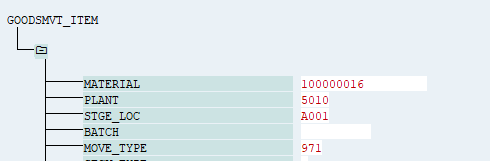 GOODSMVT_ITEM
MATERIAL 100000016
PLANT 5010
STGE_LOC A001
BATCH
MOVE_TYPE 971